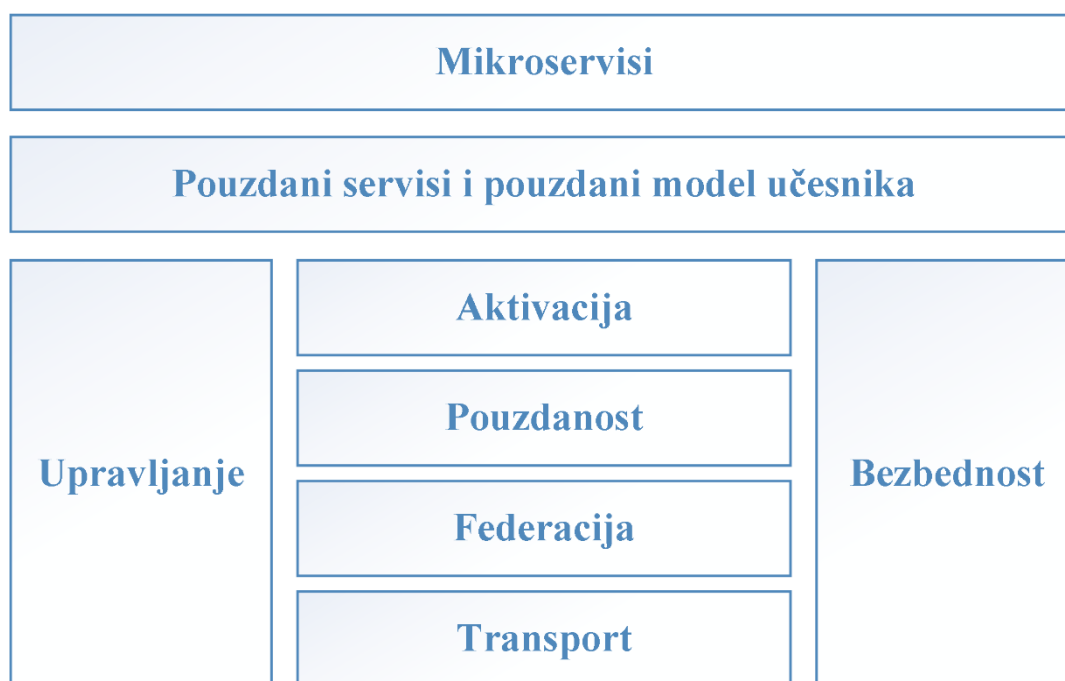 Mikroservisi
Pouzdani servisi i pouzdani model učesnika
Aktivacija
Pouzdanost
Upravljanje
Bezbednost
Federacija
Transport